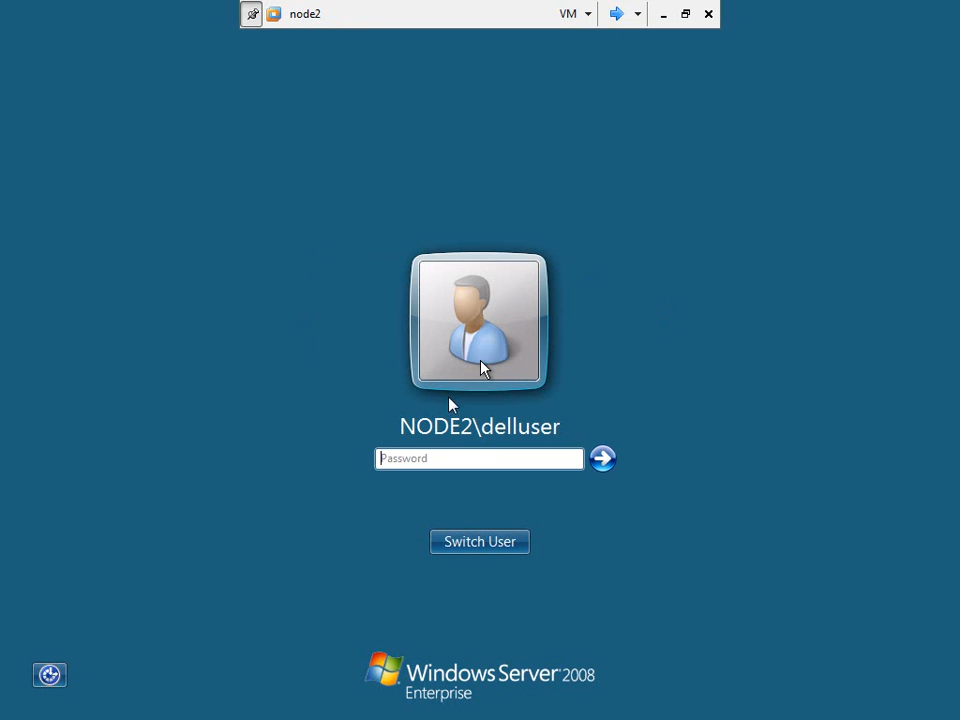 node2
VM
NODE2\delluser
Password
Switch User
Windows Server 2008
Enterprise